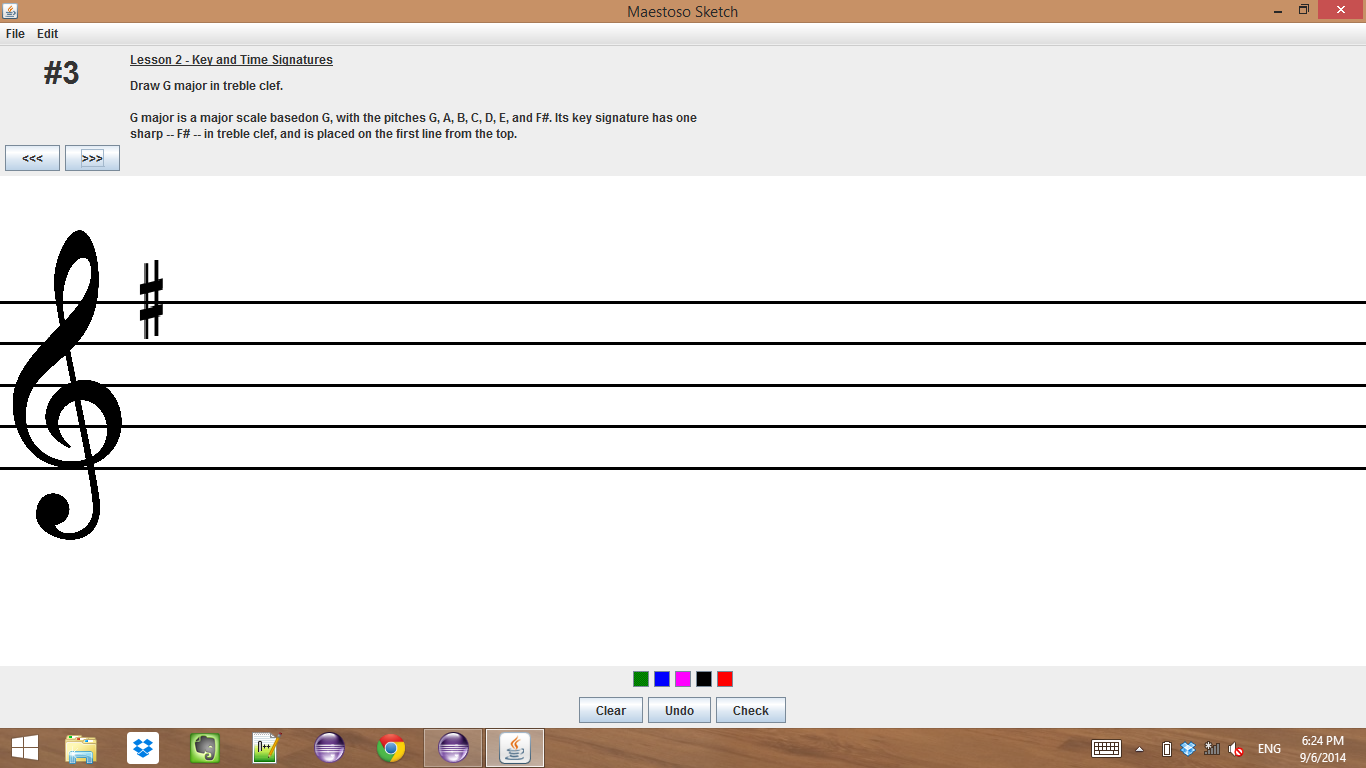 Maestoso Sketch
File Edit
#3
Lesson 2 - Key and Time Signatures
Draw G major in treble clef.
G major is a major scale basedon G, with the pitches G, A, B, C, D, E, and F#. Its key signature has one
sharp -- F# -- in treble clef, and is placed on the first line from the top.
<<< >>>
Clear Undo Check
ENG
6:24 PM
9/6/2014